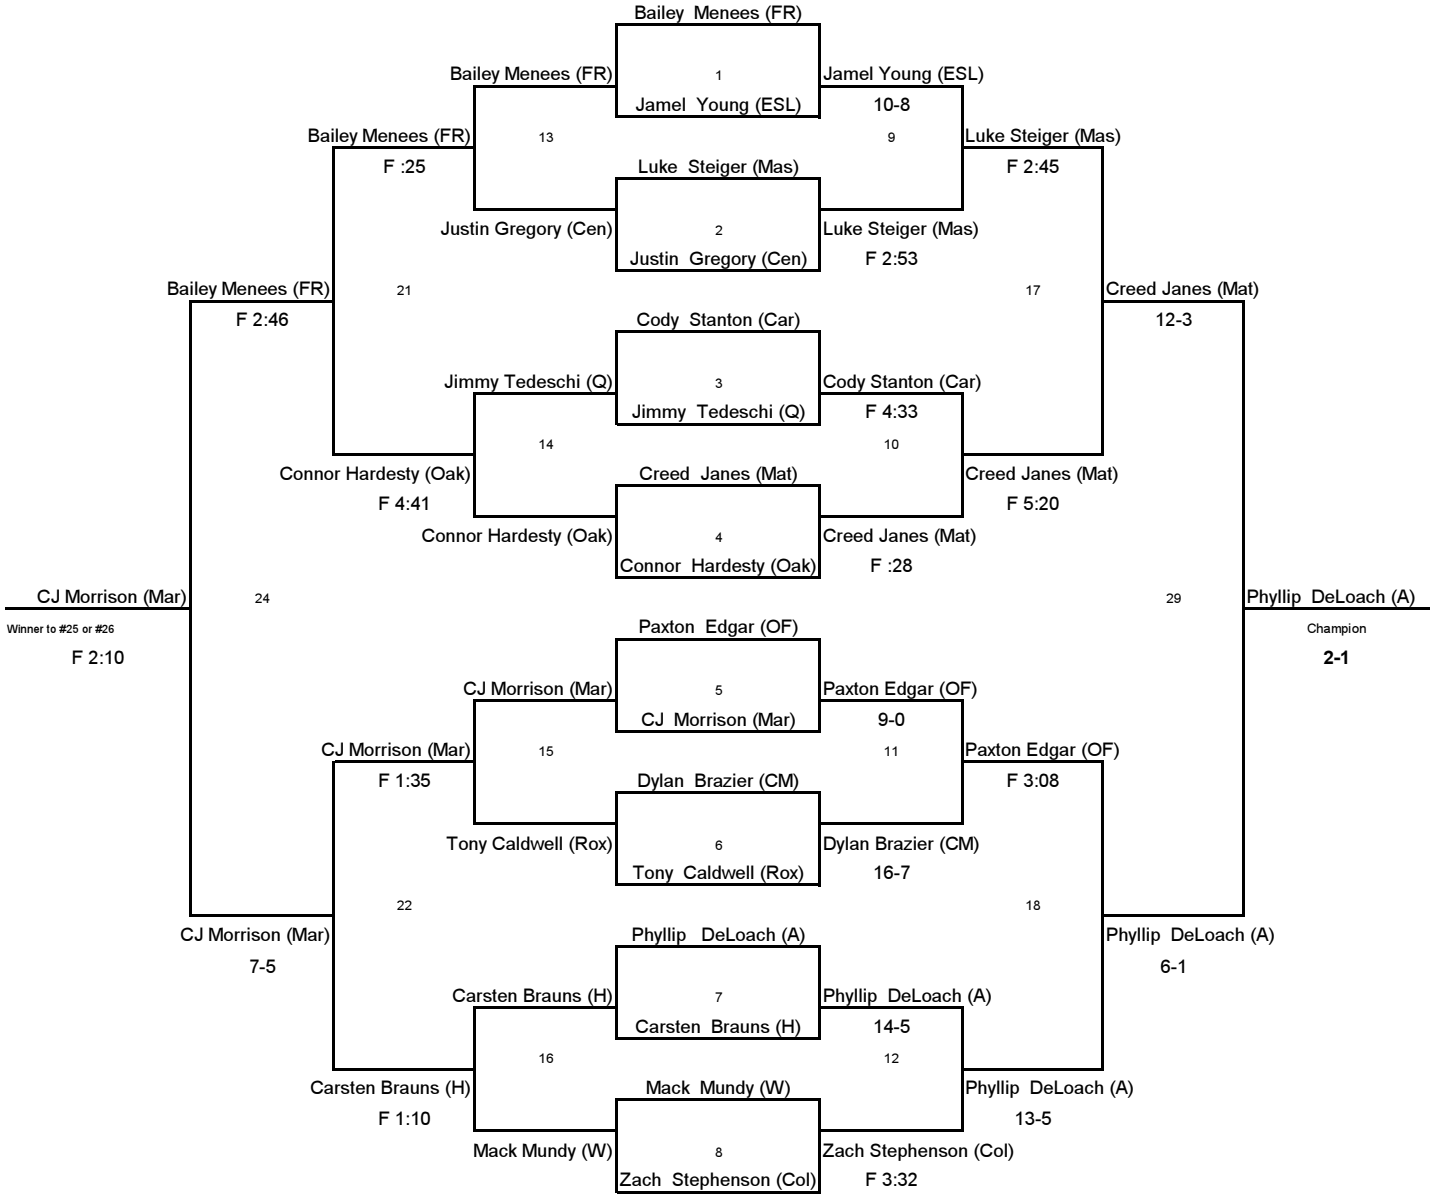 Bailey Menees (FR)
Bailey Menees (FR)
1
Jamel Young (ESL)
Jamel Young (ESL)
10-8
Bailey Menees (FR)
13
9
Luke Steiger (Mas)
F :25
Luke Steiger (Mas)
F 2:45
Justin Gregory (Cen)
2
Luke Steiger (Mas)
Justin Gregory (Cen)
F 2:53
Bailey Menees (FR)
21
17
Creed Janes (Mat)
F 2:46
Cody Stanton (Car)
12-3
Jimmy Tedeschi (Q)
3
Cody Stanton (Car)
Jimmy Tedeschi (Q)
F 4:33
14
10
Connor Hardesty (Oak)
Creed Janes (Mat)
Creed Janes (Mat)
F 4:41
F 5:20
Connor Hardesty (Oak)
4
Creed Janes (Mat)
Connor Hardesty (Oak)
F :28
CJ Morrison (Mar)
24
29
Phyllip DeLoach (A)
Winner to #25 or #26
Paxton Edgar (OF)
Champion
F 2:10
2-1
CJ Morrison (Mar)
5
Paxton Edgar (OF)
CJ Morrison (Mar)
9-0
CJ Morrison (Mar)
15
11
Paxton Edgar (OF)
F 1:35
Dylan Brazier (CM)
F 3:08
Tony Caldwell (Rox)
6
Dylan Brazier (CM)
Tony Caldwell (Rox)
16-7
22
18
CJ Morrison (Mar)
Phyllip DeLoach (A)
Phyllip DeLoach (A)
7-5
6-1
Carsten Brauns (H)
7
Phyllip DeLoach (A)
Carsten Brauns (H)
14-5
16
12
Carsten Brauns (H)
Mack Mundy (W)
Phyllip DeLoach (A)
F 1:10
13-5
Mack Mundy (W)
8
Zach Stephenson (Col)
Zach Stephenson (Col)
F 3:32